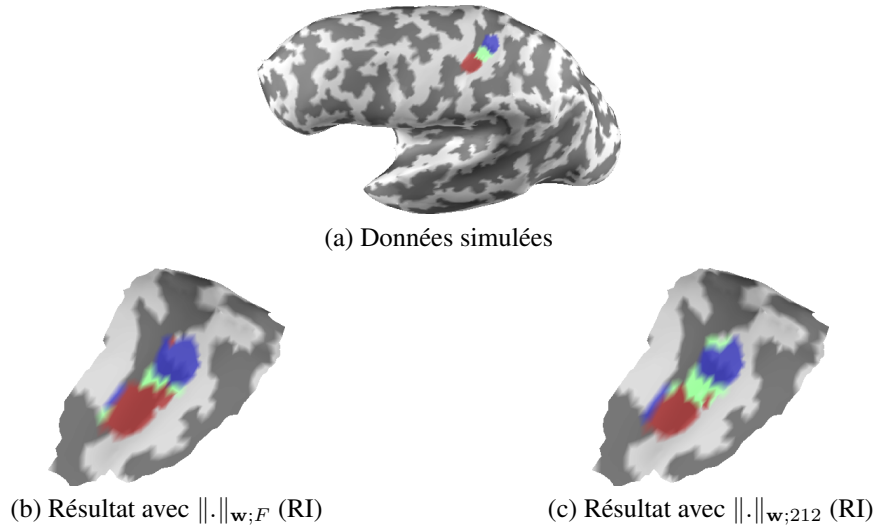 (a) Données simulées
(b) Résultat avec ∥.∥w;F (RI)
(c) Résultat avec ∥.∥w;212 (RI)